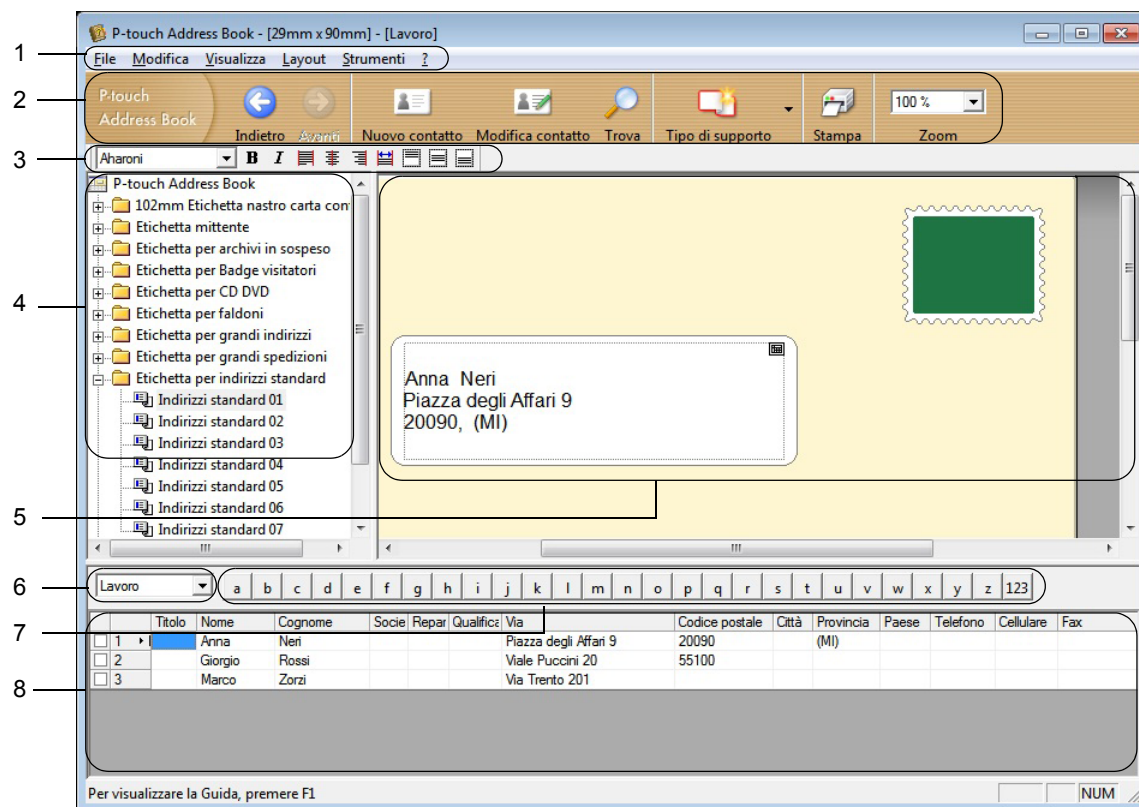 P-touch Address Book - [29mm x 90mm] - [Lavoro]
1
File Modifica Visualizza Layout Strumenti ?
2
P-touch
Address Book
Indietro Avanti Nuovo contatto Modifica contatto Trova Tipo di supporto Stampa 100 % Zoom
3
Aharoni B I
P-touch Address Book
102mm Etichetta nastro carta con
Etichetta mittente
Etichetta per archivi in sospeso
Etichetta per Badge visitatori
4
Etichetta per CD DVD
Etichetta per faldoni
Etichetta per grandi indirizzi
Etichetta per grandi spedizioni
Etichetta per indirizzi standard
Indirizzi standard 01
Indirizzi standard 02
Indirizzi standard 03
Indirizzi standard 04
Indirizzi standard 05
Indirizzi standard 06
Indirizzi standard 07
Anna Neri
Piazza degli Affari 9
20090, (MI)
5
6
Lavoro a b c d e f g h i j k l m n o p q r s t u v w x y z 123
7
Titolo Nome Cognome Socie Repar Qualifica Via Codice postale Città Provincia Paese Telefono Cellulare Fax
1 Anna Neri Piazza degli Affari 9 20090 (MI)
2 Giorgio Rossi Viale Puccini 20 55100
3 Marco Zorzi Via Trento 201
8
Per visualizzare la Guida, premere F1 NUM